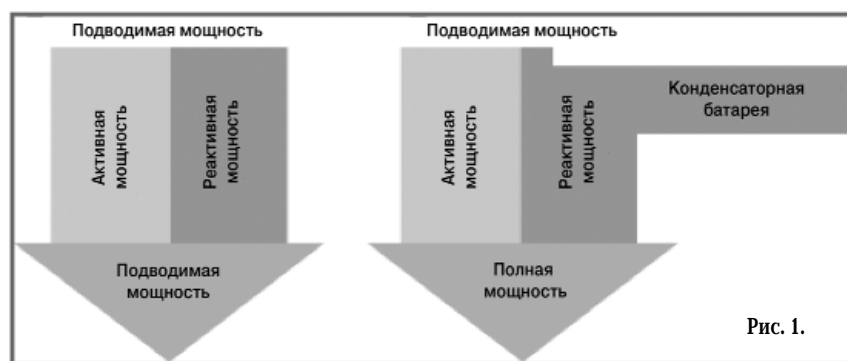 Подводимая мощность
Активная
мощность
Реактивная
мощность
Подводимая
мощность
Подводимая мощность
Активная
мощность
Реактивная
мощность
Конденсаторная
батарея
Полная
мощность
Рис. 1.